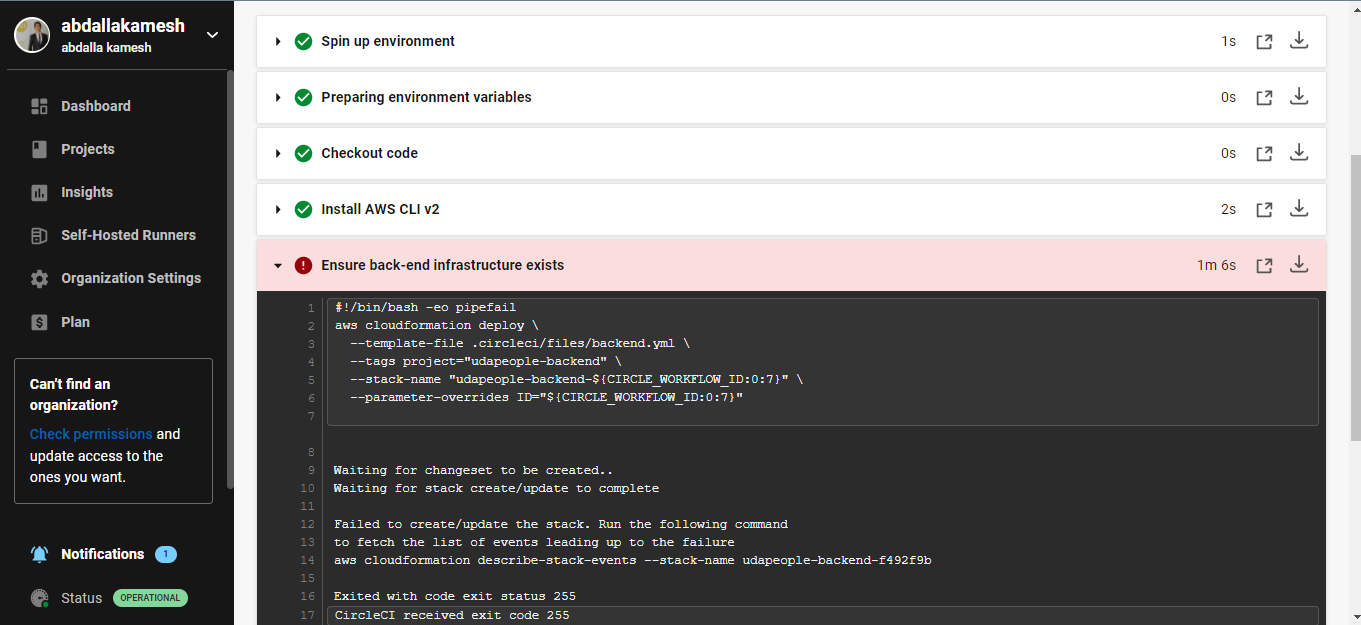 abdallakamesh
abdalla kamesh
Dashboard
Projects
Insights
Self-Hosted Runners
Organization Settings
Plan
Can't find an
organization?
Check permissions and
update access to the
ones you want.
Notifications 1
Status OPERATIONAL
Spin up environment 1s
Preparing environment variables 0s
Checkout code 0s
Install AWS CLI v2 2s
Ensure back-end infrastructure exists 1m 6s
1 #!/bin/bash -eo pipefail
2 aws cloudformation deploy \
3 --template-file .circleci/files/backend.yml \
4 --tags project="udapeople-backend" \
5 --stack-name "udapeople-backend-${CIRCLE_WORKFLOW_ID:0:7}" \
6 --parameter-overrides ID="${CIRCLE_WORKFLOW_ID:0:7}"
7
8
9 Waiting for changeset to be created..
10 Waiting for stack create/update to complete
11
12 Failed to create/update the stack. Run the following command
13 to fetch the list of events leading up to the failure
14 aws cloudformation describe-stack-events --stack-name udapeople-backend-f492f9b
15
16 Exited with code exit status 255
17 CircleCI received exit code 255